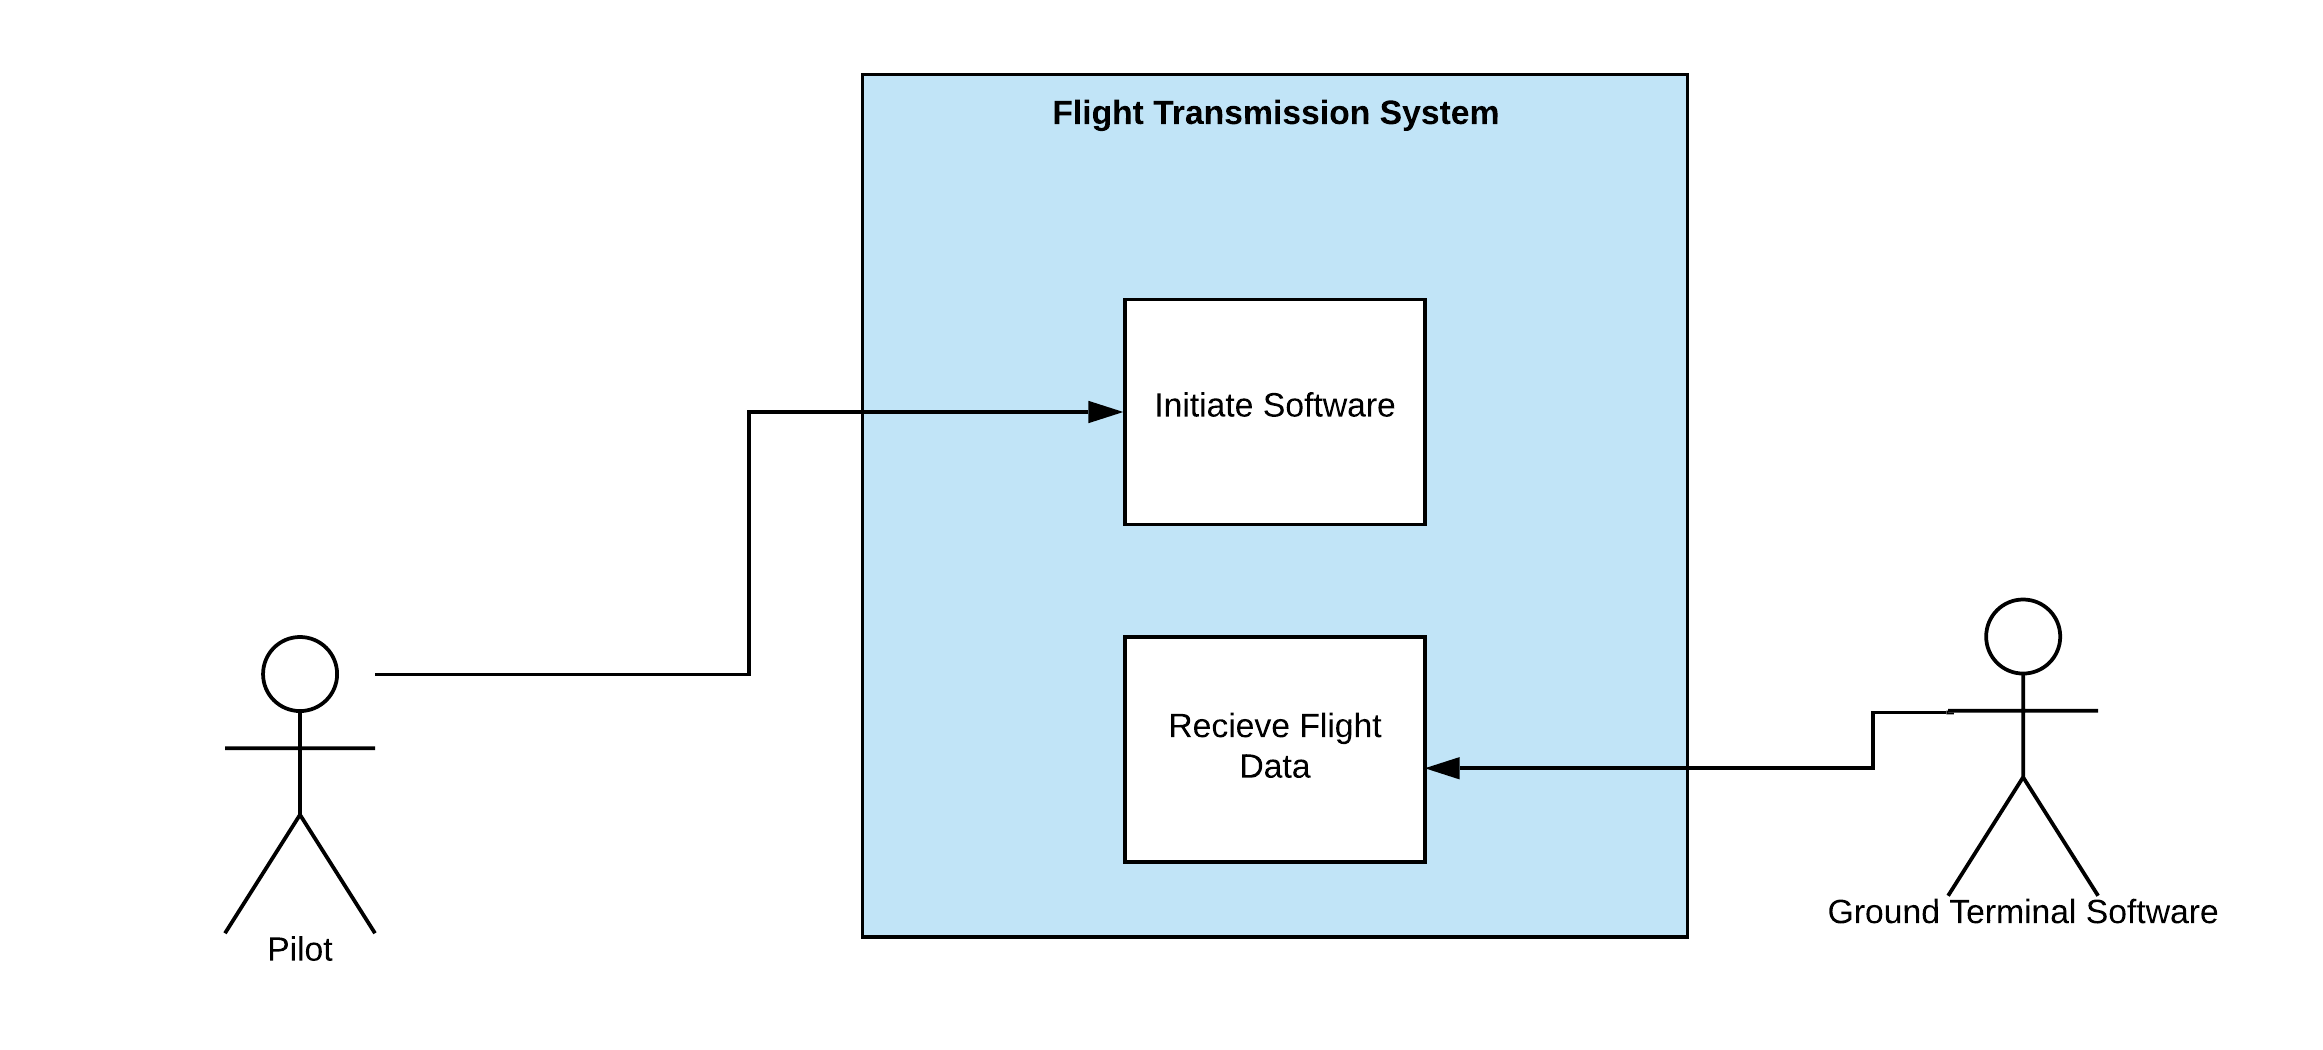 Flight Transmission System
Initiate Software
Recieve Flight
Data
Ground Terminal Software
Pilot